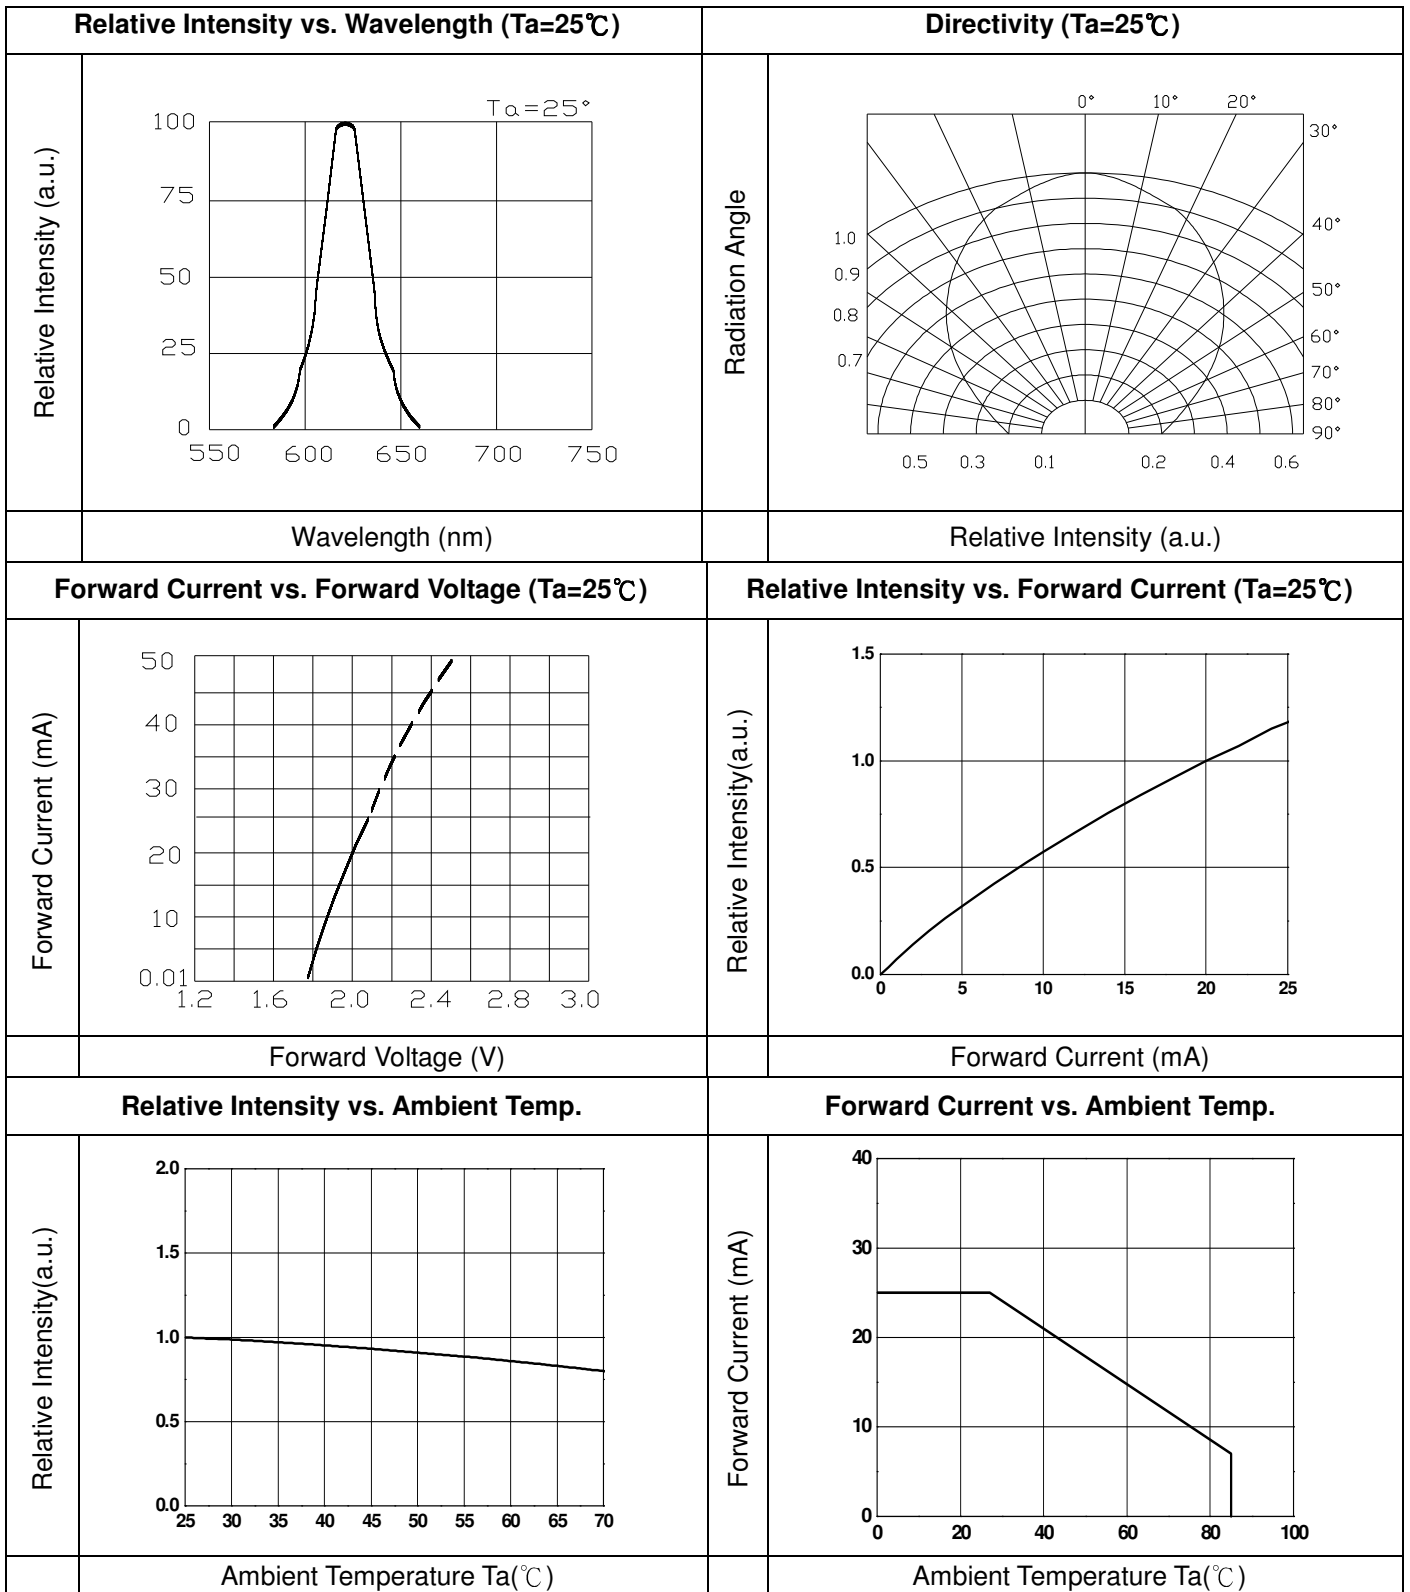 Relative Intensity vs. Wavelength (Ta=25℃)
Directivity (Ta=25℃)
Relative Intensity (a.u.)
Ta=25°
100
75
50
25
0
550 600 650 700 750
Wavelength (nm)
Radiation Angle
0° 10° 20°
30°
40°
50°
60°
70°
80°
90°
1.0
0.9
0.8
0.7
0.5 0.3 0.1 0.2 0.4 0.6
Relative Intensity (a.u.)
Forward Current vs. Forward Voltage (Ta=25℃)
Relative Intensity vs. Forward Current (Ta=25℃)
Forward Current (mA)
50
40
30
20
10
0.01
1.2 1.6 2.0 2.4 2.8 3.0
Forward Voltage (V)
Relative Intensity(a.u.)
1.5
1.0
0.5
0.0
0 5 10 15 20 25
Forward Current (mA)
Relative Intensity vs. Ambient Temp.
Forward Current vs. Ambient Temp.
Relative Intensity(a.u.)
2.0
1.5
1.0
0.5
0.0
25 30 35 40 45 50 55 60 65 70
Ambient Temperature Ta(℃)
Forward Current (mA)
40
30
20
10
0
0 20 40 60 80 100
Ambient Temperature Ta(℃)